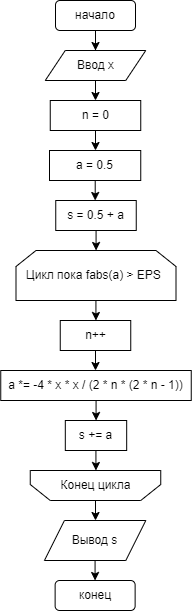 начало
Ввод x
n = 0
a = 0.5
s = 0.5 + a
Цикл пока fabs(a) > EPS
n++
a *= -4 * x * x / (2 * n * (2 * n - 1))
s += a
Конец цикла
Вывод s
конец